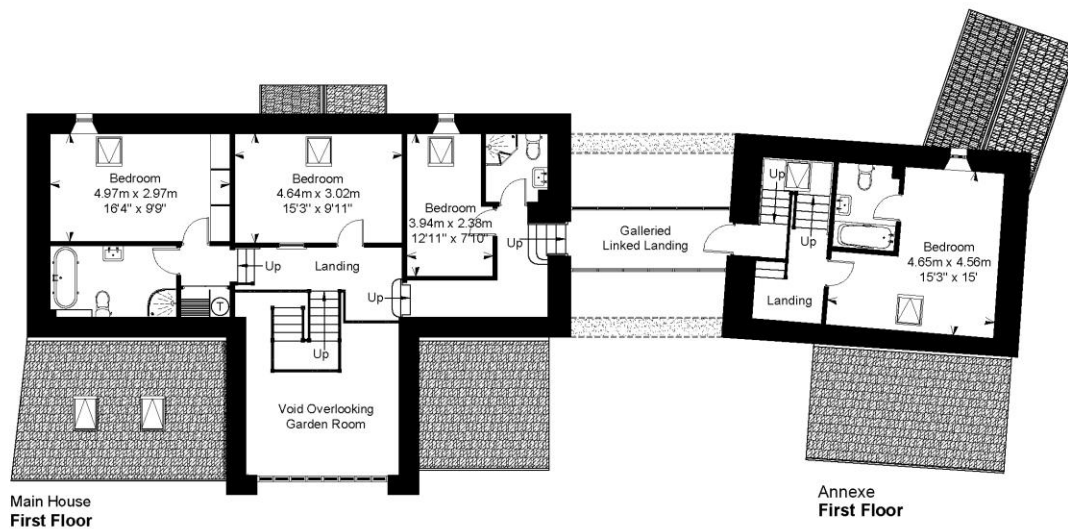 Bedroom
4.97m x 2.97m
16'4" x 9'9"
Bedroom
4.64m x 3.02m
15'3" x 9'11"
Bedroom
3.94m x 2.38m
12'11" x 7'10"
Up
Landing
Up
Up
Up
T
Void Overlooking
Garden Room
Galleried
Linked Landing
Up
Up
Landing
Bedroom
4.65m x 4.56m
15'3" x 15'
Main House
First Floor
Annexe
First Floor